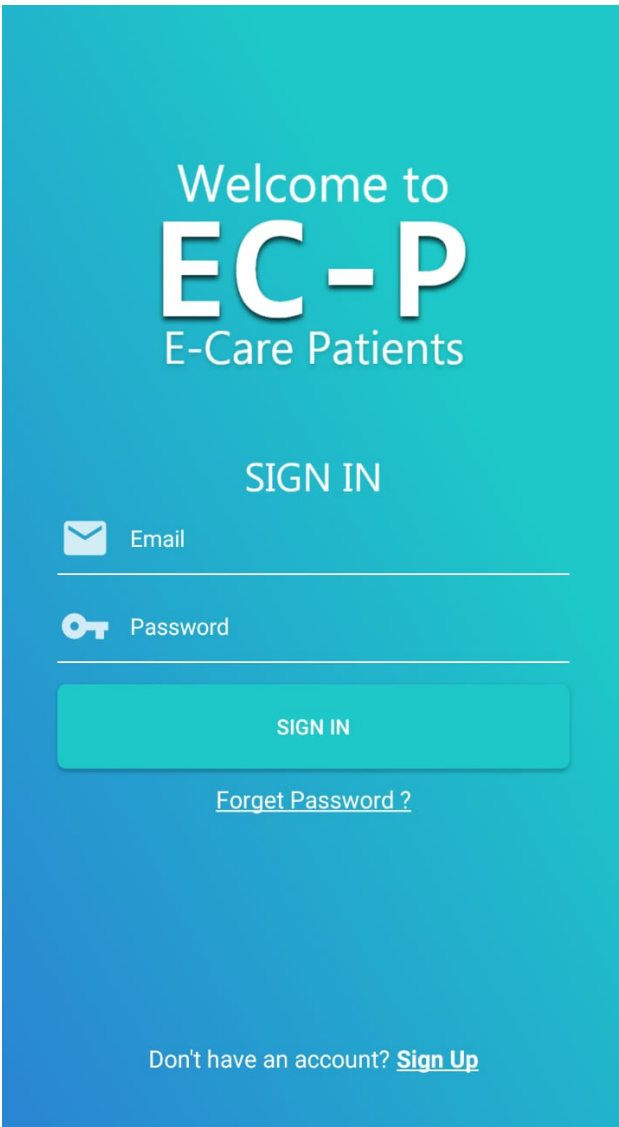 Welcome to
EC-P
E-Care Patients
SIGN IN
Email
Password
SIGN IN
Forget Password ?
Don't have an account? Sign Up